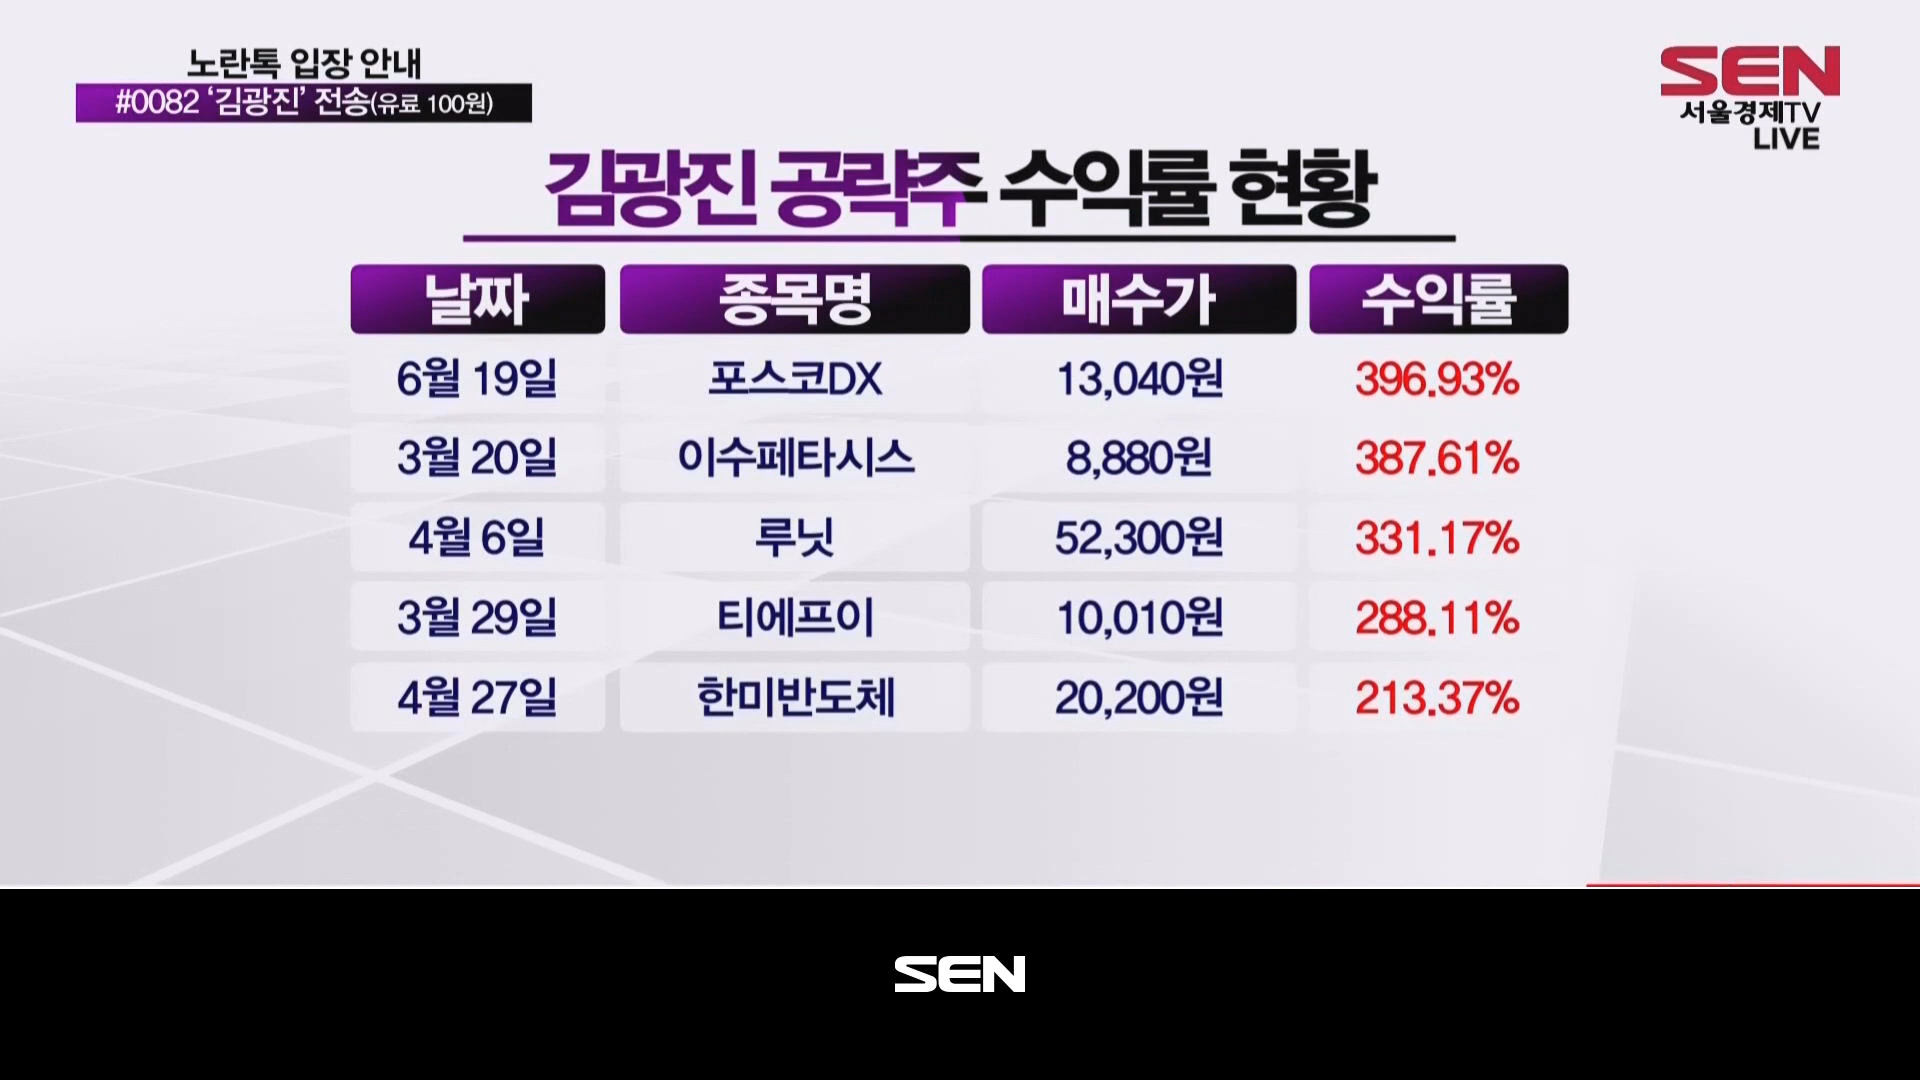 노란톡 입장 안내
#0082 '김광진' 전송(유료 100원)
SEN
서울경제TV
LIVE
김광진 공략주 수익률 현황
날짜 종목명 매수가 수익률
6월 19일 포스코DX 13,040원 396.93%
3월 20일 이수페타시스 8,880원 387.61%
4월 6일 루닛 52,300원 331.17%
3월 29일 티에프이 10,010원 288.11%
4월 27일 한미반도체 20,200원 213.37%
SEN